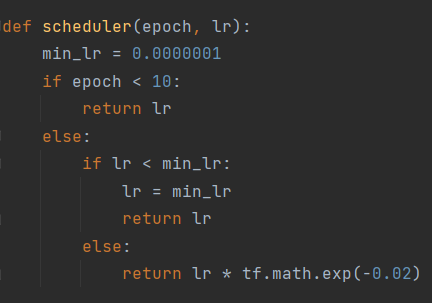 def scheduler(epoch, lr):
    min_lr = 0.0000001
    if epoch < 10:
        return lr
    else:
        if lr < min_lr:
            lr = min_lr
            return lr
        else:
            return lr * tf.math.exp(-0.02)